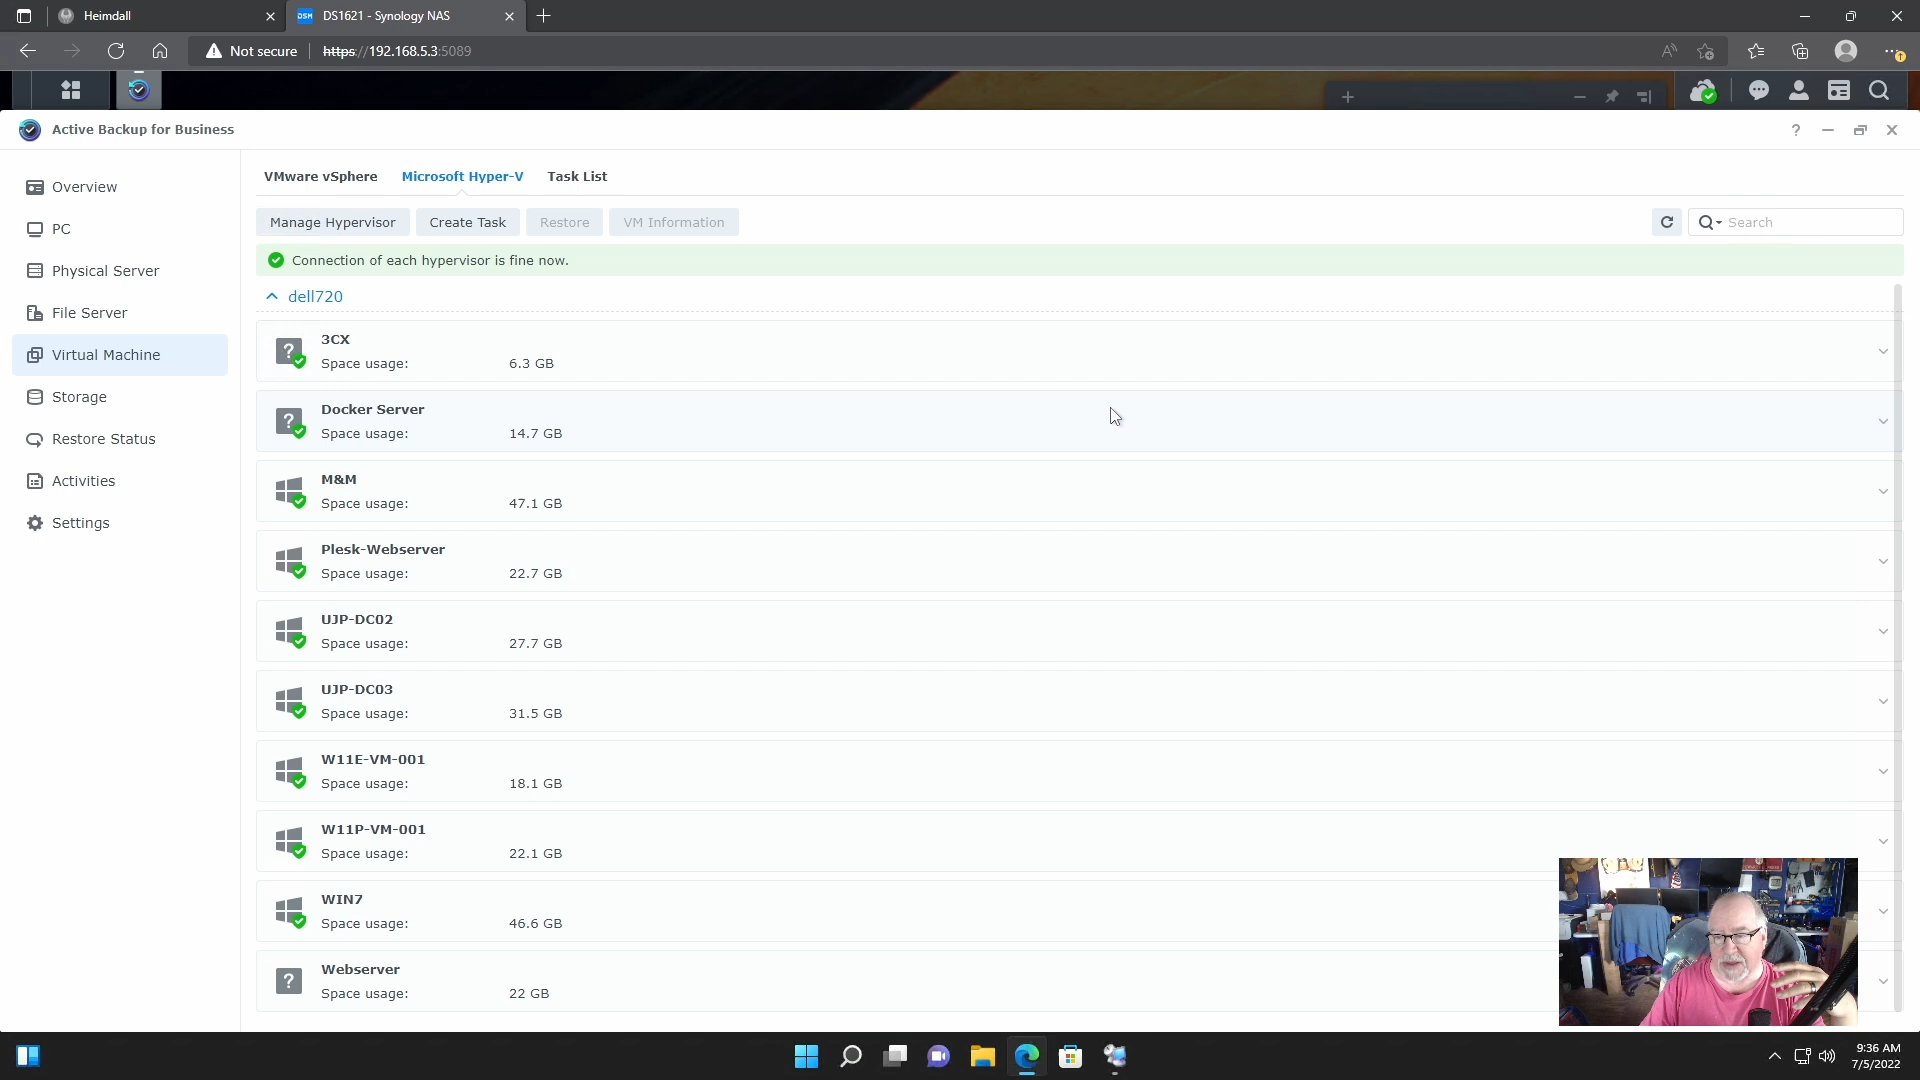 Heimdall
DSM
DS1621 - Synology NAS
Not secure
https://192.168.5.3:5089
Active Backup for Business
?
Overview
PC
Physical Server
File Server
Virtual Machine
Storage
Restore Status
Activities
Settings
VMware vSphere
Microsoft Hyper-V
Task List
Manage Hypervisor
Create Task
Restore
VM Information
Search
Connection of each hypervisor is fine now.
dell720
?
3CX
Space usage: 6.3 GB
?
Docker Server
Space usage: 14.7 GB
M&M
Space usage: 47.1 GB
Plesk-Webserver
Space usage: 22.7 GB
UJP-DC02
Space usage: 27.7 GB
UJP-DC03
Space usage: 31.5 GB
W11E-VM-001
Space usage: 18.1 GB
W11P-VM-001
Space usage: 22.1 GB
WIN7
Space usage: 46.6 GB
?
Webserver
Space usage: 22 GB
9:36 AM
7/5/2022